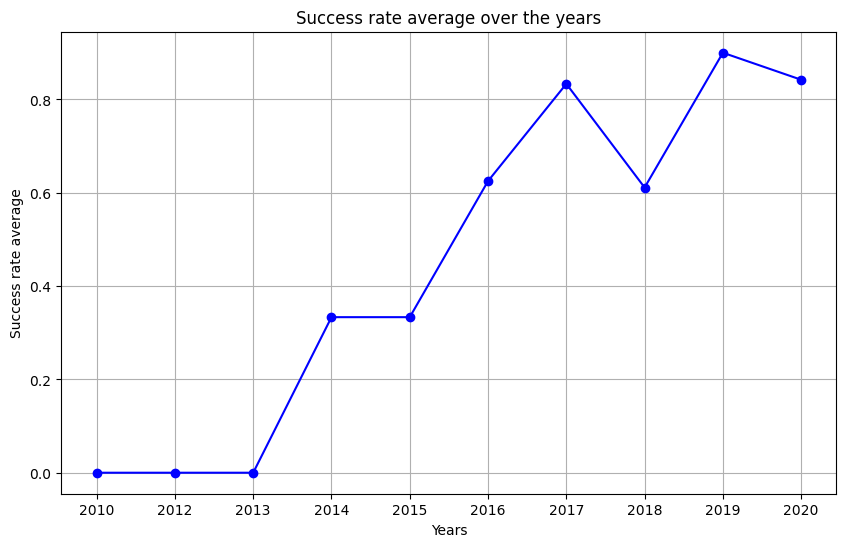 Success rate average over the years
Success rate average
0.8
0.6
0.4
0.2
0.0
2010 2012 2013 2014 2015 2016 2017 2018 2019 2020
Years